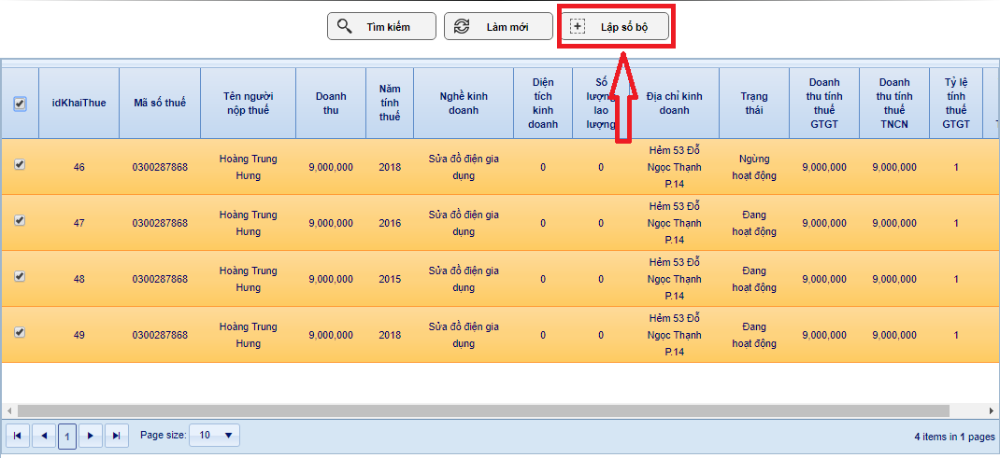 Tìm kiếm
Làm mới
Lập sổ bộ
idKhaiThue
Mã số thuế
Tên người
nộp thuế
Doanh
thu
Năm
tính
thuế
Nghề kinh
doanh
Diện
tích
kinh
doanh
Số
lượng
lao
lượng
Địa chỉ kinh
doanh
Trạng
thái
Doanh
thu tính
thuế
GTGT
Doanh
thu tính
thuế
TNCN
Tỷ lệ
tính
thuế
GTGT
46
0300287868
Hoàng Trung
Hưng
9,000,000
2018
Sửa đồ điện gia
dụng
0
0
Hẻm 53 Đỗ
Ngọc Thạnh
P.14
Ngừng
hoạt động
9,000,000
9,000,000
1
47
0300287868
Hoàng Trung
Hưng
9,000,000
2016
Sửa đồ điện gia
dụng
0
0
Hẻm 53 Đỗ
Ngọc Thạnh
P.14
Đang
hoạt động
9,000,000
9,000,000
1
48
0300287868
Hoàng Trung
Hưng
9,000,000
2015
Sửa đồ điện gia
dụng
0
0
Hẻm 53 Đỗ
Ngọc Thạnh
P.14
Đang
hoạt động
9,000,000
9,000,000
1
49
0300287868
Hoàng Trung
Hưng
9,000,000
2018
Sửa đồ điện gia
dụng
0
0
Hẻm 53 Đỗ
Ngọc Thạnh
P.14
Đang
hoạt động
9,000,000
9,000,000
1
1
Page size:
10
4 items in 1 pages